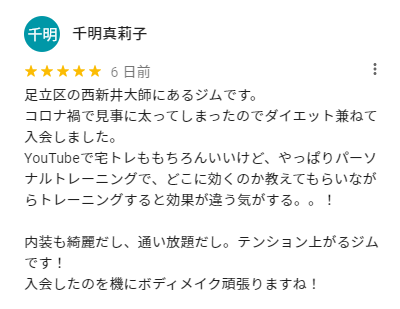 千明 千明真莉子
★★★★★ 6 日前
足立区の西新井大師にあるジムです。
コロナ禍で見事に太ってしまったのでダイエット兼ねて
入会しました。
YouTubeで宅トレももちろんいいけど、やっぱりパーソ
ナルトレーニングで、どこに効くのか教えてもらいなが
らトレーニングすると効果が違う気がする。。！
内装も綺麗だし、通い放題だし。テンション上がるジム
です！
入会したのを機にボディメイク頑張りますね！